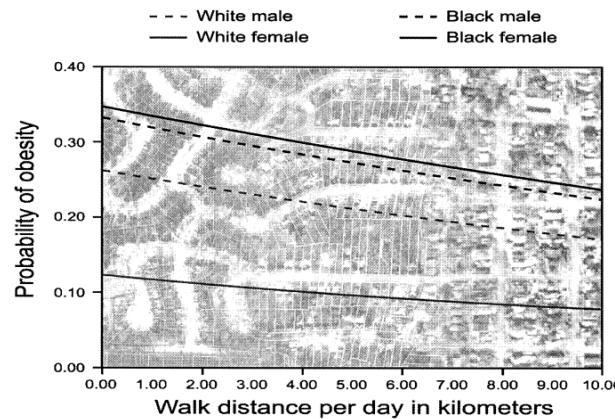 White male Black male
White female Black female
0.40
0.30
0.20
0.10
0.00
Probability of obesity
0.00 1.00 2.00 3.00 4.00 5.00 6.00 7.00 8.00 9.00 10.00
Walk distance per day in kilometers